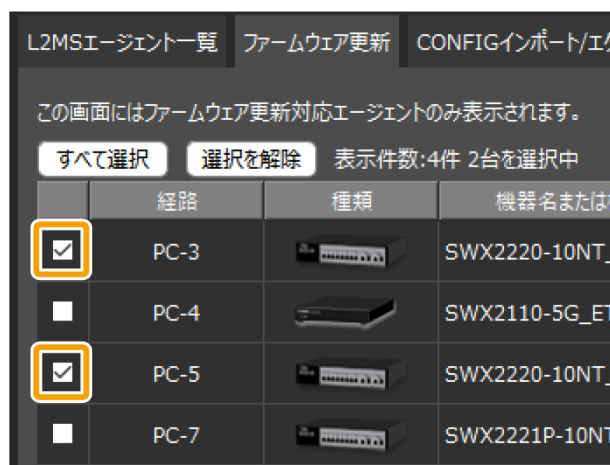 L2MSエージェント一覧 ファームウェア更新 CONFIGインポート/エク
この画面にはファームウェア更新対応エージェントのみ表示されます。
すべて選択 選択を解除 表示件数:4件 2台を選択中
経路 種類 機器名または
PC-3 SWX2220-10NT_
PC-4 SWX2110-5G_ET
PC-5 SWX2220-10NT_
PC-7 SWX2221P-10NT